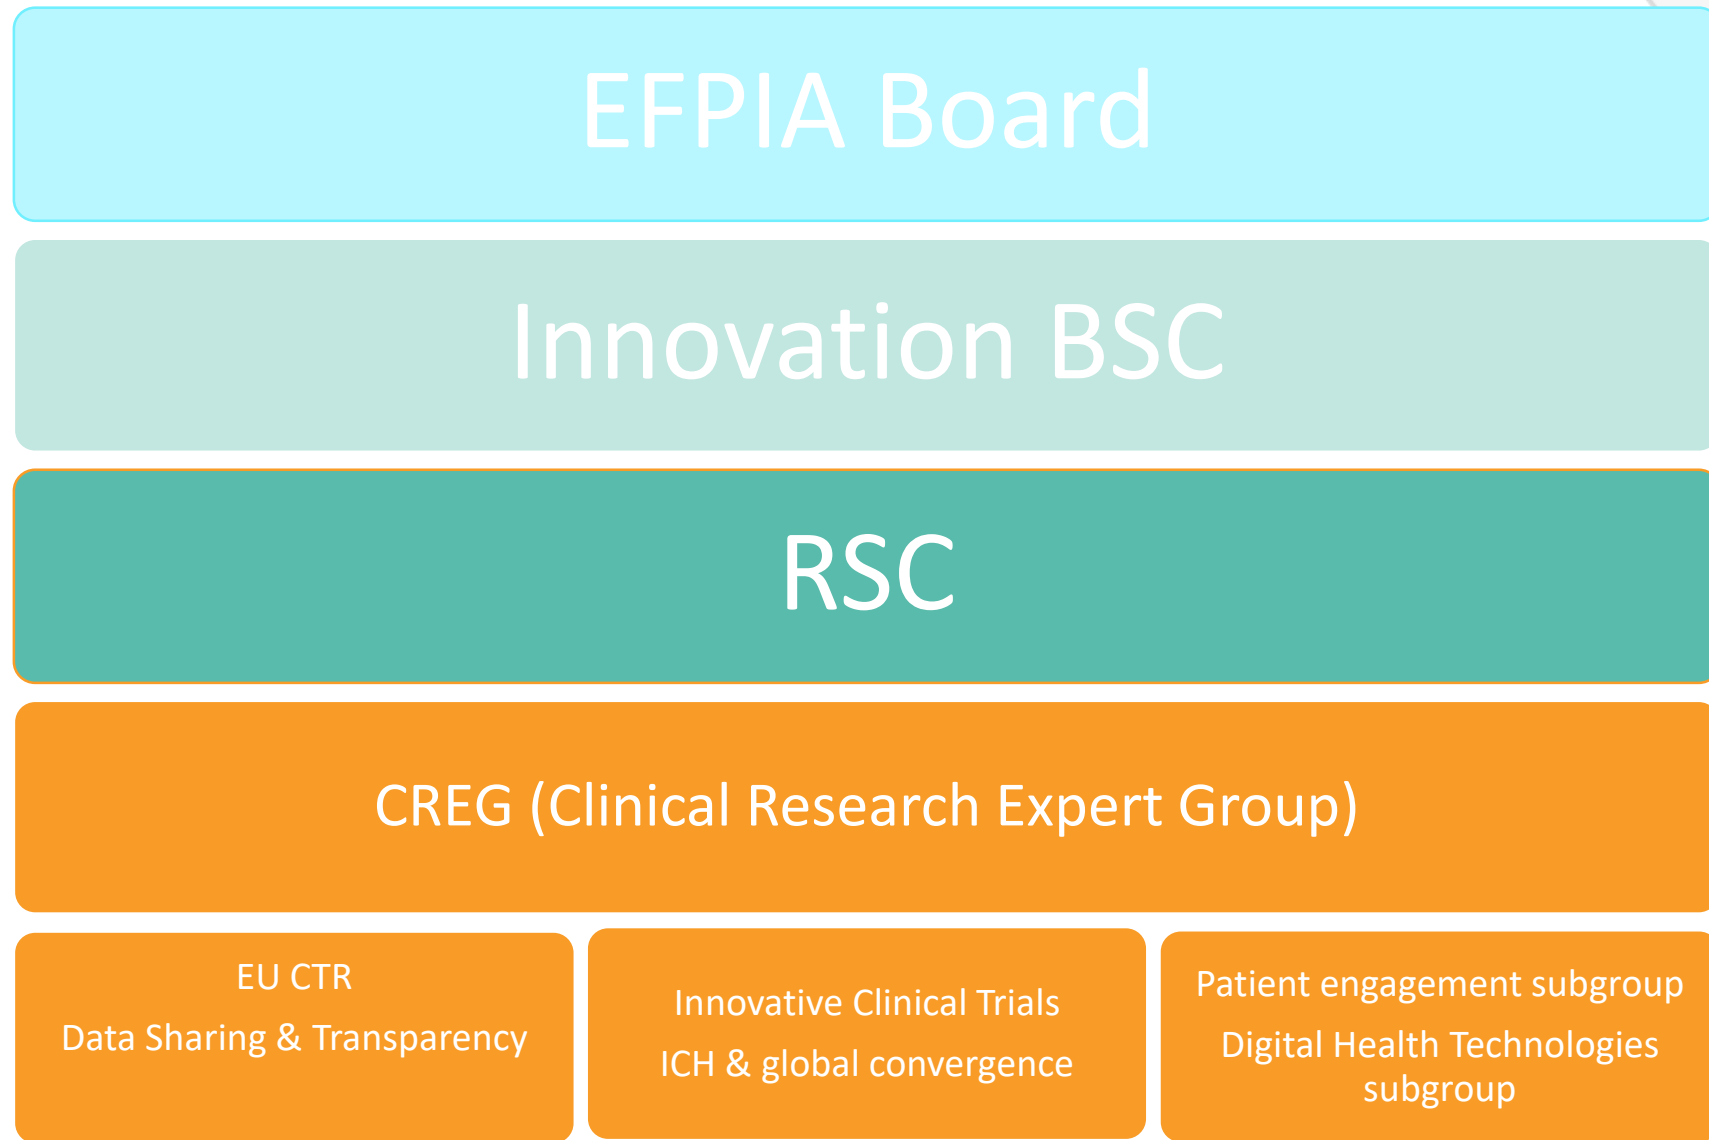 EFPIA Board
Innovation BSC
RSC
CREG (Clinical Research Expert Group)
EU CTR
Data Sharing & Transparency
Innovative Clinical Trials
ICH & global convergence
Patient engagement subgroup
Digital Health Technologies
subgroup